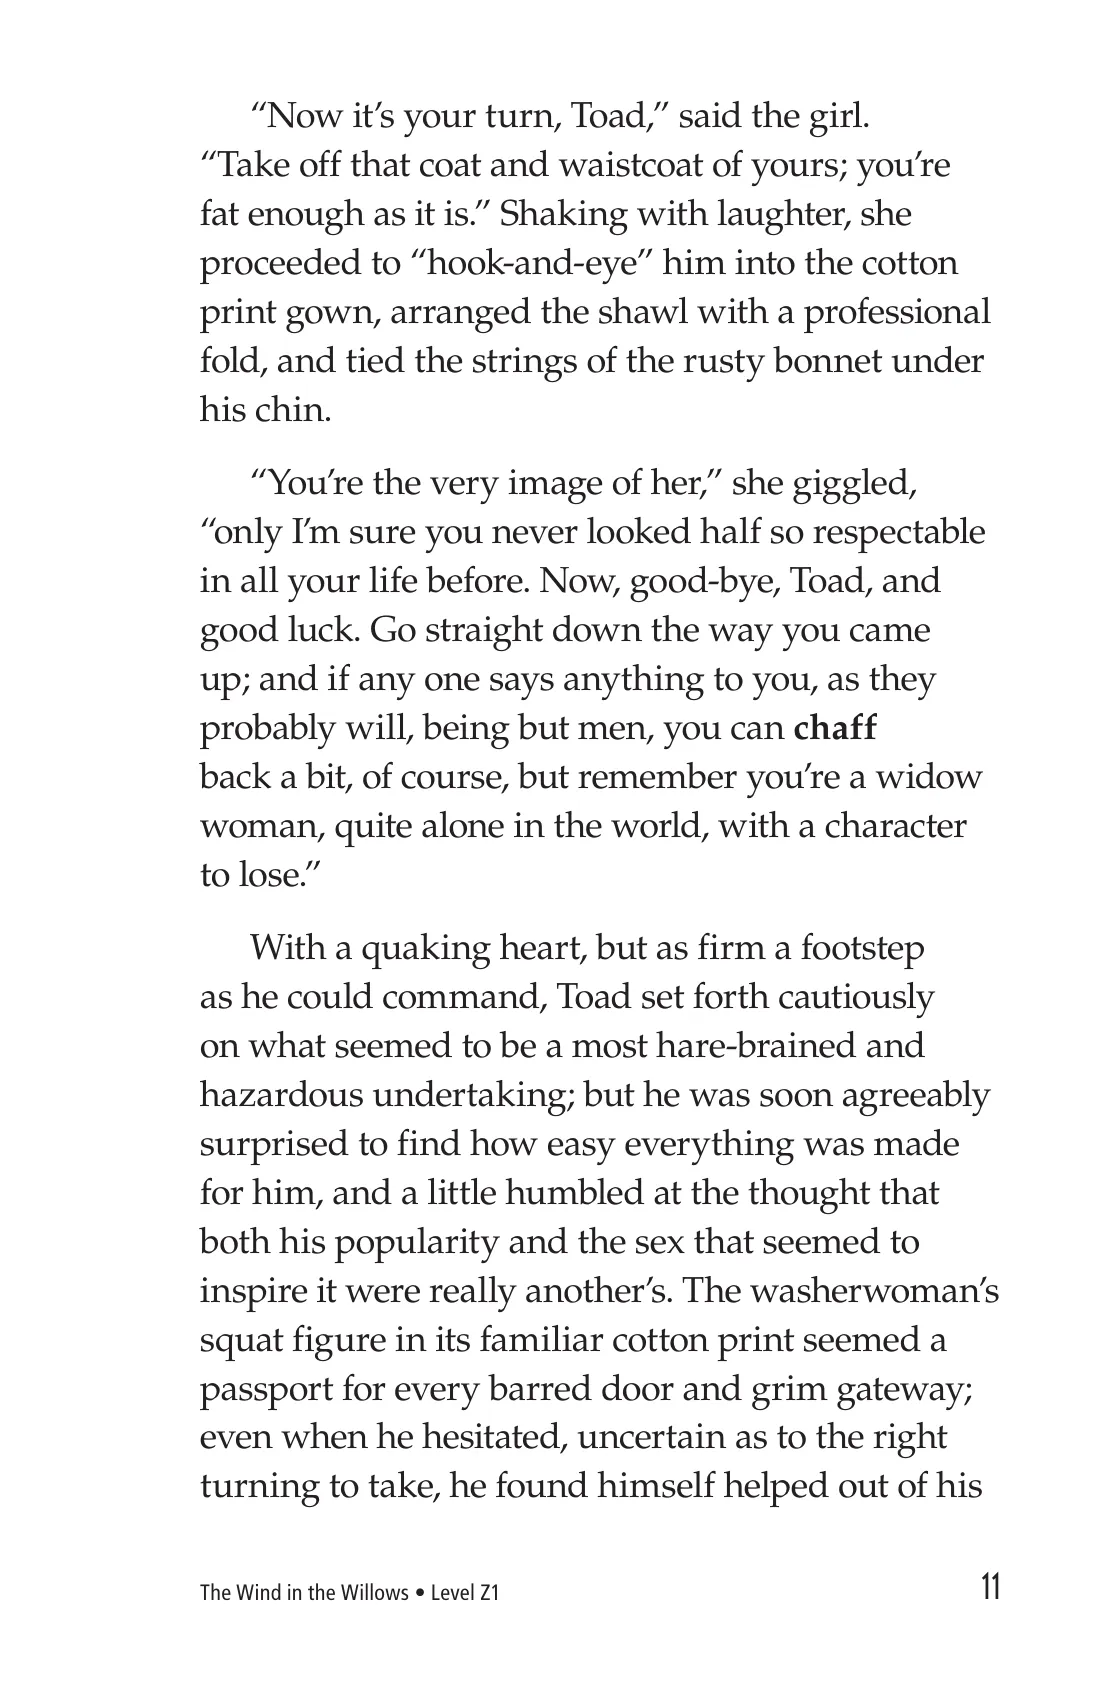 “Now it’s your turn, Toad,” said the girl.
“Take off that coat and waistcoat of yours; you’re
fat enough as it is.” Shaking with laughter, she
proceeded to “hook-and-eye” him into the cotton
print gown, arranged the shawl with a professional
fold, and tied the strings of the rusty bonnet under
his chin.
“You’re the very image of her,” she giggled,
“only I’m sure you never looked half so respectable
in all your life before. Now, good-bye, Toad, and
good luck. Go straight down the way you came
up; and if any one says anything to you, as they
probably will, being but men, you can chaff
back a bit, of course, but remember you’re a widow
woman, quite alone in the world, with a character
to lose.”
With a quaking heart, but as firm a footstep
as he could command, Toad set forth cautiously
on what seemed to be a most hare-brained and
hazardous undertaking; but he was soon agreeably
surprised to find how easy everything was made
for him, and a little humbled at the thought that
both his popularity and the sex that seemed to
inspire it were really another’s. The washerwoman’s
squat figure in its familiar cotton print seemed a
passport for every barred door and grim gateway;
even when he hesitated, uncertain as to the right
turning to take, he found himself helped out of his
The Wind in the Willows • Level Z1
11